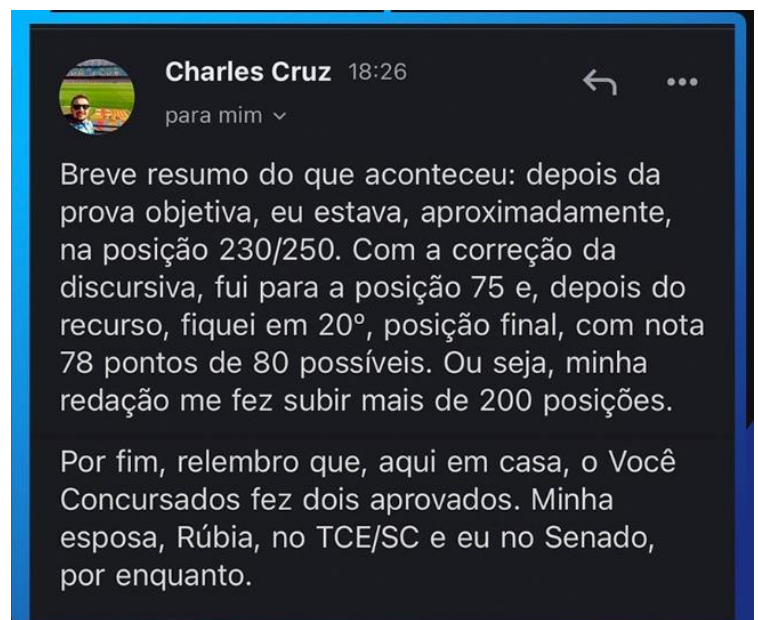 Charles Cruz 18:26
para mim
Breve resumo do que aconteceu: depois da
prova objetiva, eu estava, aproximadamente,
na posição 230/250. Com a correção da
discursiva, fui para a posição 75 e, depois do
recurso, fiquei em 20º, posição final, com nota
78 pontos de 80 possíveis. Ou seja, minha
redação me fez subir mais de 200 posições.
Por fim, relembro que, aqui em casa, o Você
Concursados fez dois aprovados. Minha
esposa, Rúbia, no TCE/SC e eu no Senado,
por enquanto.